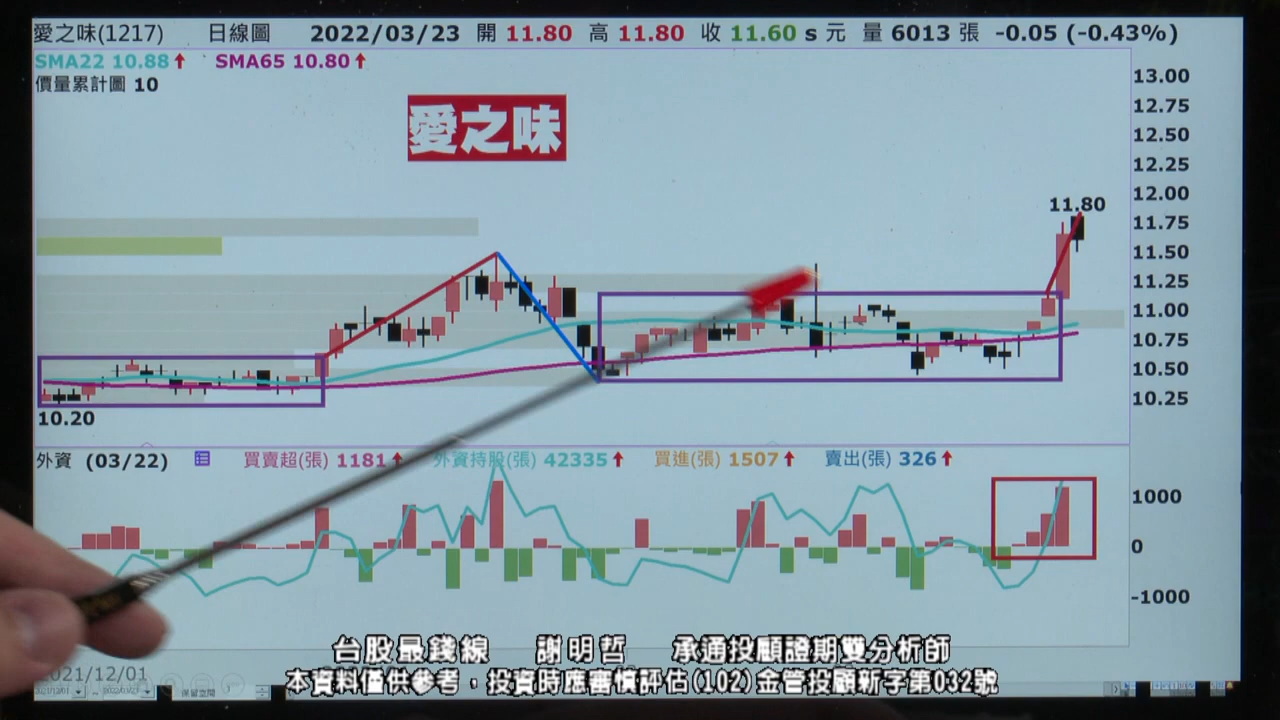 愛之味(1217) 日線圖 2022/03/23 開 11.80 高 11.80 收 11.60 s 元 量 6013 張 -0.05 (-0.43%)
SMA22 10.88↑ SMA65 10.80↑
價量累計圖 10
愛之味
13.00
12.75
12.50
12.25
12.00
11.80
11.75
11.50
11.25
11.00
10.75
10.50
10.25
10.20
外資 (03/22) 買賣超(張) 1181↑ 外資持股(張) 42335↑ 買進(張) 1507↑ 賣出(張) 326↑
1000
0
-1000
台股最錢線 謝明哲 承通投顧證期雙分析師
2021/12/01
本資料僅供參考，投資時應審慎評估(102)金管投顧新字第032號
保留空間